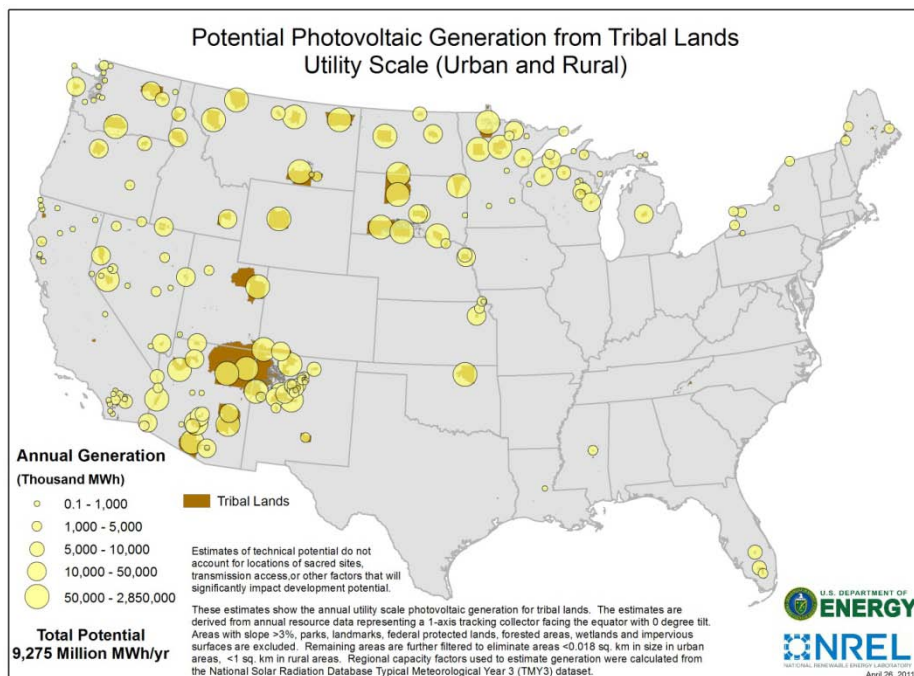 Potential Photovoltaic Generation from Tribal Lands
Utility Scale (Urban and Rural)
Annual Generation
(Thousand MWh)
0.1 - 1,000
1,000 - 5,000
5,000 - 10,000
10,000 - 50,000
50,000 - 2,850,000
Total Potential
9,275 Million MWh/yr
Tribal Lands
Estimates of technical potential do not
account for locations of sacred sites,
transmission access,or other factors that will
significantly impact development potential.
These estimates show the annual utility scale photovoltaic generation for tribal lands. The estimates are
derived from annual resource data representing a 1-axis tracking collector facing the equator with 0 degree tilt.
Areas with slope >3%, parks, landmarks, federal protected lands, forested areas, wetlands and impervious
surfaces are excluded. Remaining areas are further filtered to eliminate areas <0.018 sq. km in size in urban
areas, <1 sq. km in rural areas. Regional capacity factors used to estimate generation were calculated from
the National Solar Radiation Database Typical Meteorological Year 3 (TMY3) dataset.
U.S. DEPARTMENT OF
ENERGY
NREL
NATIONAL RENEWABLE ENERGY LABORATORY
April 26, 2011